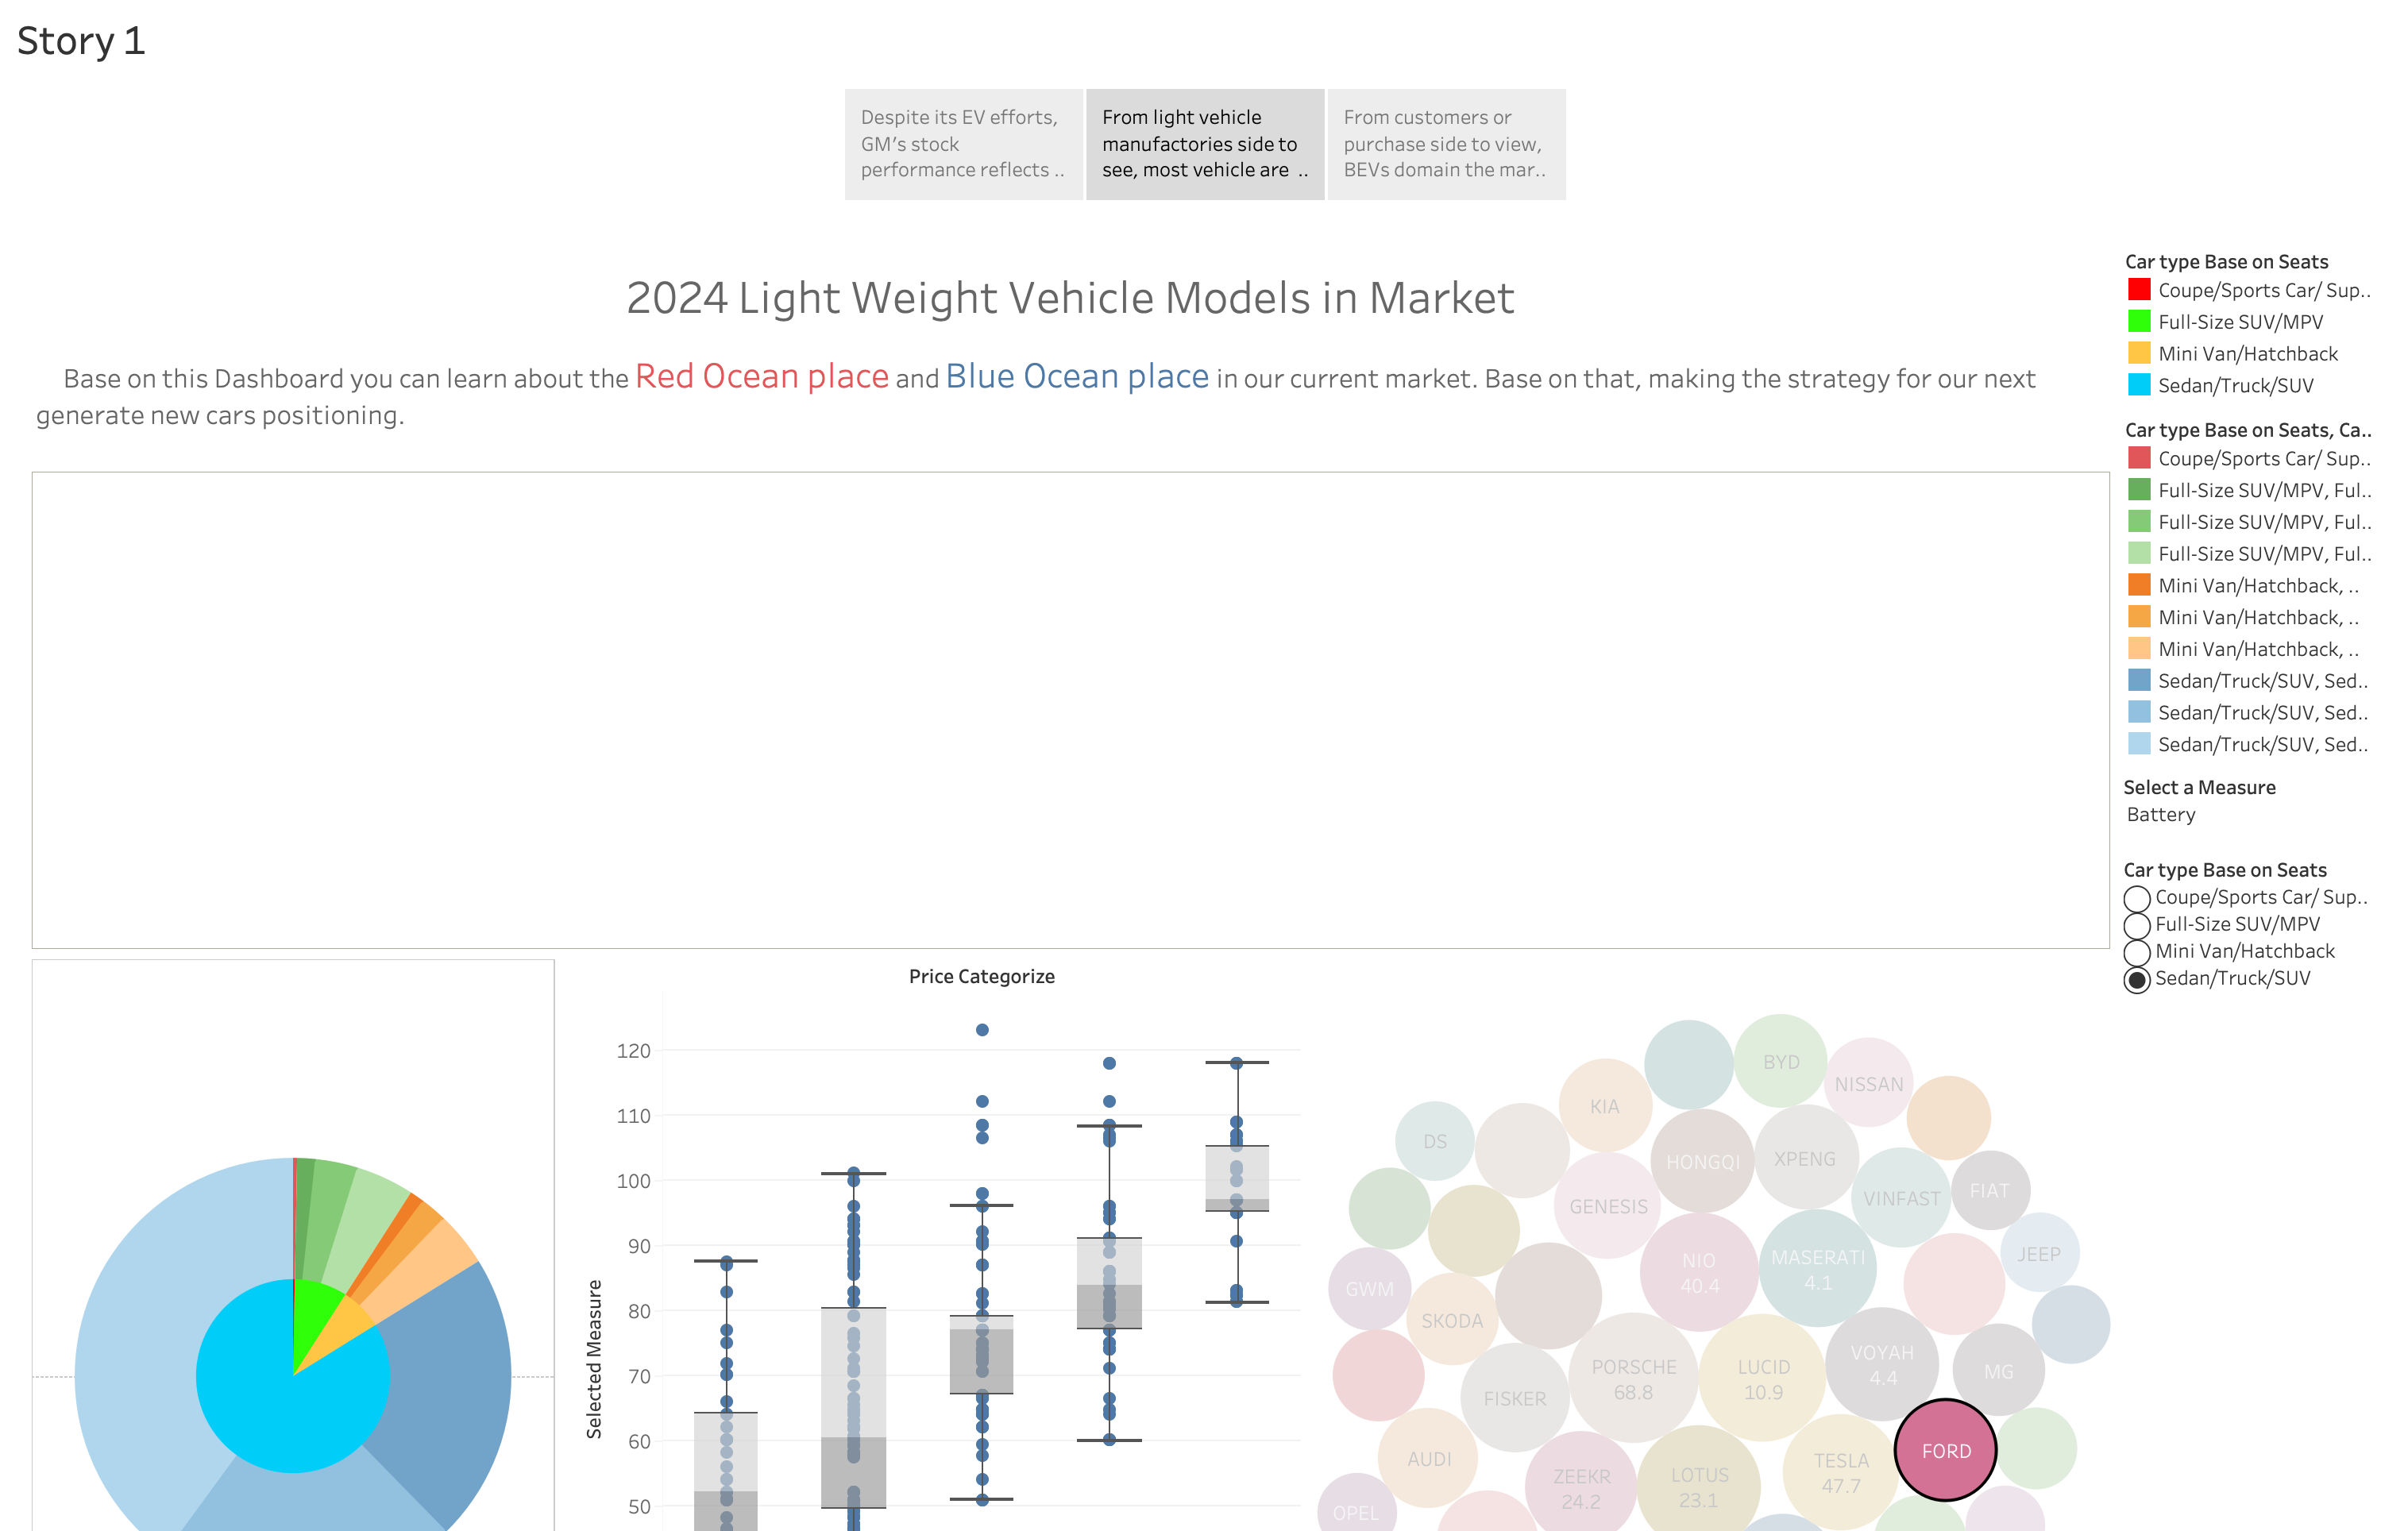 Story 1
Despite its EV efforts,
GM's stock
performance reflects ..
From light vehicle
manufactories side to
see, most vehicle are ..
From customers or
purchase side to view,
BEVs domain the mar..
2024 Light Weight Vehicle Models in Market
Base on this Dashboard you can learn about the Red Ocean place and Blue Ocean place in our current market. Base on that, making the strategy for our next
generate new cars positioning.
Car type Base on Seats
Coupe/Sports Car/ Sup..
Full-Size SUV/MPV
Mini Van/Hatchback
Sedan/Truck/SUV
Car type Base on Seats, Ca..
Coupe/Sports Car/ Sup..
Full-Size SUV/MPV, Ful..
Full-Size SUV/MPV, Ful..
Full-Size SUV/MPV, Ful..
Mini Van/Hatchback, ..
Mini Van/Hatchback, ..
Mini Van/Hatchback, ..
Sedan/Truck/SUV, Sed..
Sedan/Truck/SUV, Sed..
Sedan/Truck/SUV, Sed..
Select a Measure
Battery
Car type Base on Seats
Coupe/Sports Car/ Sup..
Full-Size SUV/MPV
Mini Van/Hatchback
Sedan/Truck/SUV
Price Categorize
Selected Measure
120
110
100
90
80
70
60
50
BYD
NISSAN
KIA
DS
HONGQI
XPENG
GENESIS
VINFAST
FIAT
NIO
40.4
MASERATI
4.1
JEEP
GWM
SKODA
PORSCHE
68.8
LUCID
10.9
VOYAH
4.4
MG
FISKER
AUDI
ZEEKR
24.2
LOTUS
23.1
TESLA
47.7
FORD
OPEL